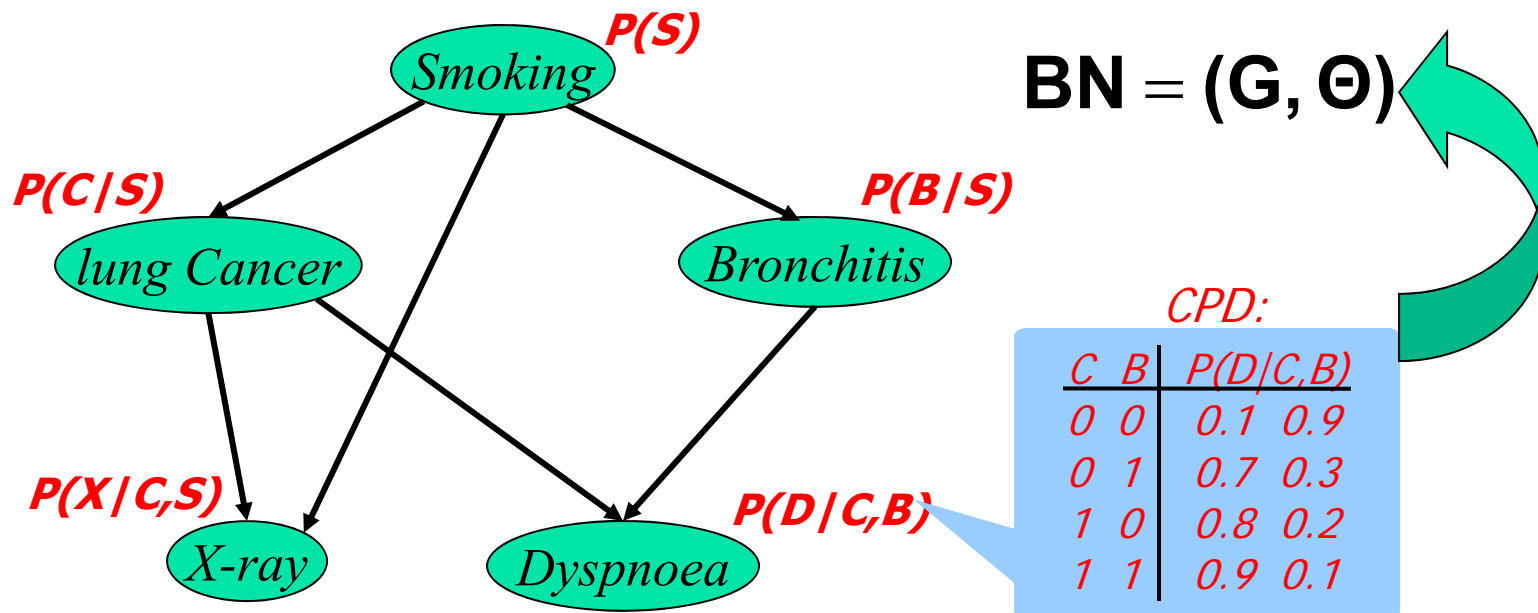 P(S)
Smoking
BN = (G, Θ)
P(C|S)
P(B|S)
lung Cancer
Bronchitis
CPD:
C B P(D|C,B)
0 0 0.1 0.9
0 1 0.7 0.3
1 0 0.8 0.2
1 1 0.9 0.1
P(X|C,S)
P(D|C,B)
X-ray
Dyspnoea